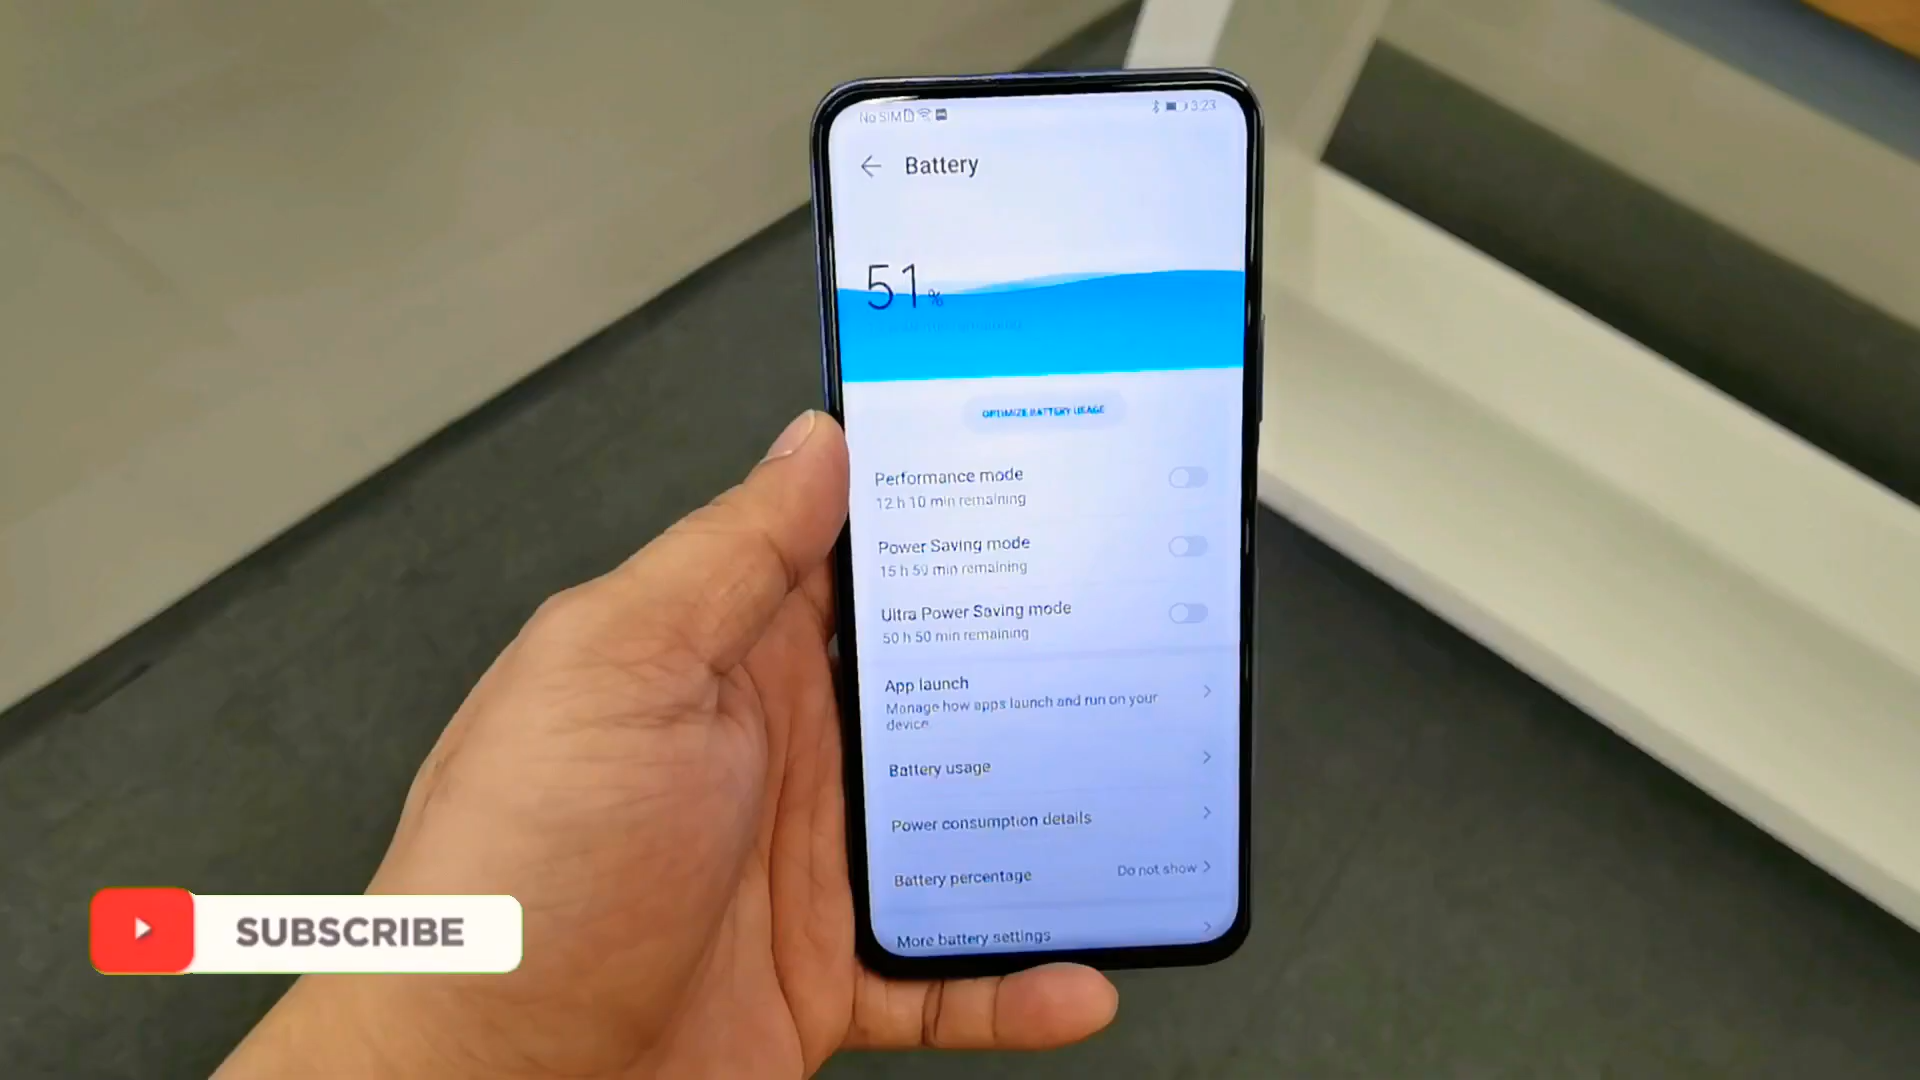 No SIM
3:23
Battery
51%
OPTIMIZE BATTERY USAGE
Performance mode
12 h 10 min remaining
Power Saving mode
15 h 59 min remaining
Ultra Power Saving mode
50 h 50 min remaining
App launch
Manage how apps launch and run on your
device.
Battery usage
Power consumption details
Battery percentage
Do not show
More battery settings
SUBSCRIBE